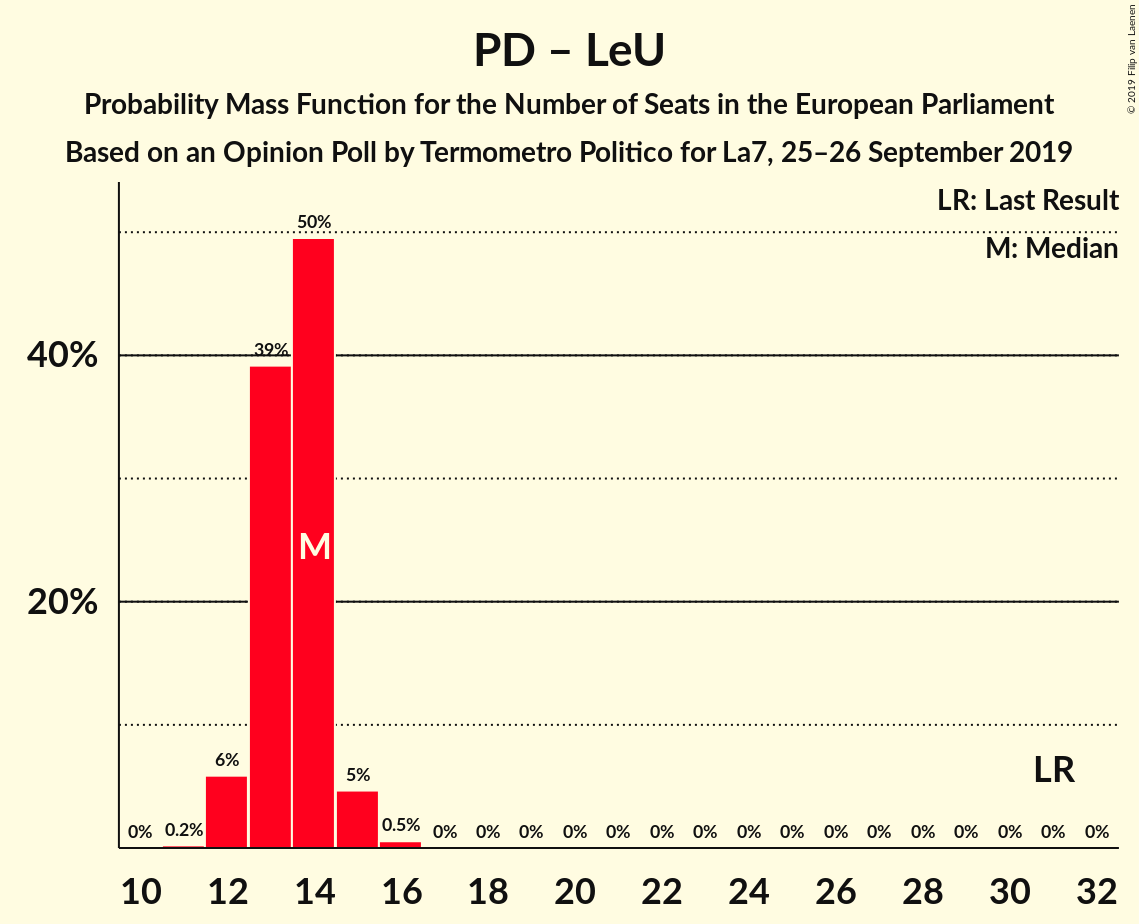 PD – LeU
Probability Mass Function for the Number of Seats in the European Parliament
Based on an Opinion Poll by Termometro Politico for La7, 25–26 September 2019
© 2019 Filip van Laenen
LR: Last Result
M: Median
50%
39%
40%
M
20%
6%
5%
LR
0% 0.2% 0.5% 0% 0% 0% 0% 0% 0% 0% 0% 0% 0% 0% 0% 0% 0% 0% 0%
10 12 14 16 18 20 22 24 26 28 30 32